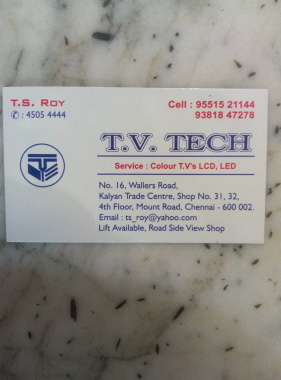 T.S. ROY
✆ : 4505 4444
Cell : 95515 21144
93818 47278
T.V. TECH
Service : Colour T.V's LCD, LED
No. 16, Wallers Road,
Kalyan Trade Centre, Shop No. 31, 32,
4th Floor, Mount Road, Chennai - 600 002.
Email : ts_roy@yahoo.com
Lift Available, Road Side View Shop